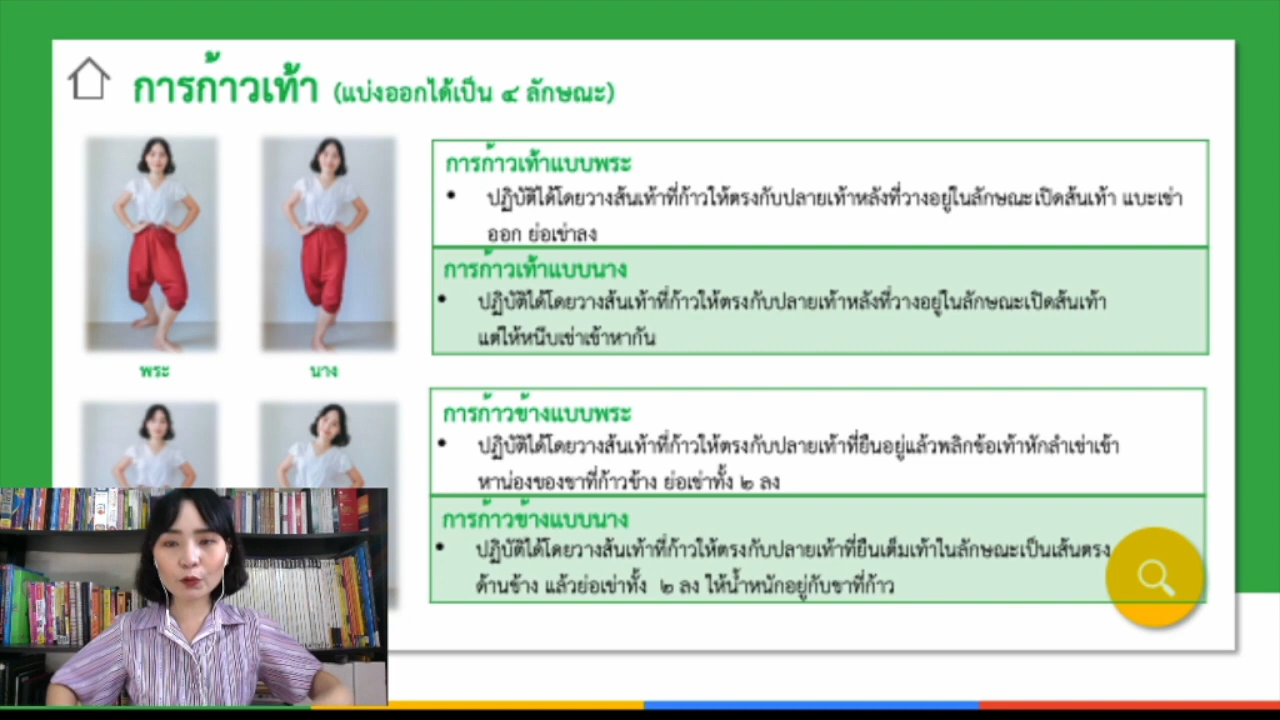 การก้าวเท้า (แบ่งออกได้เป็น ๔ ลักษณะ)
การก้าวเท้าแบบพระ
• ปฏิบัติได้โดยวางส้นเท้าที่ก้าวให้ตรงกับปลายเท้าหลังที่วางอยู่ในลักษณะเปิดส้นเท้า แบะเข่า
ออก ย่อเข่าลง
การก้าวเท้าแบบนาง
• ปฏิบัติได้โดยวางส้นเท้าที่ก้าวให้ตรงกับปลายเท้าหลังที่วางอยู่ในลักษณะเปิดส้นเท้า
แต่ให้หนีบเข่าเข้าหากัน
พระ
นาง
การก้าวข้างแบบพระ
• ปฏิบัติได้โดยวางส้นเท้าที่ก้าวให้ตรงกับปลายเท้าที่ยืนอยู่แล้วพลิกข้อเท้าหักลำเข่าเข้า
หาน่องของขาที่ก้าวข้าง ย่อเข่าทั้ง ๒ ลง
การก้าวข้างแบบนาง
• ปฏิบัติได้โดยวางส้นเท้าที่ก้าวให้ตรงกับปลายเท้าที่ยืนเต็มเท้าในลักษณะเป็นเส้นตรง
ด้านข้าง แล้วย่อเข่าทั้ง ๒ ลง ให้น้ำหนักอยู่กับขาที่ก้าว